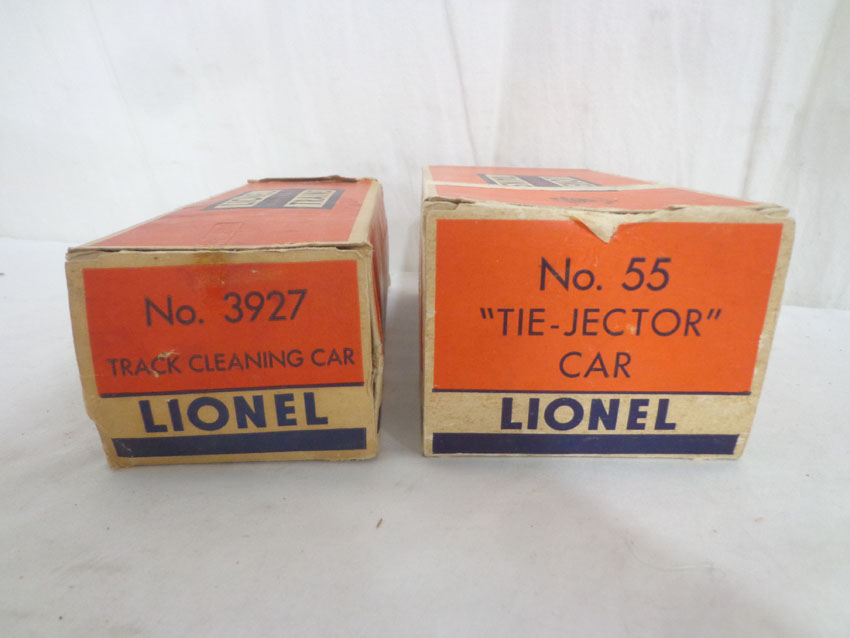 No. 3927
TRACK CLEANING CAR
LIONEL
No. 55
"TIE-JECTOR"
CAR
LIONEL